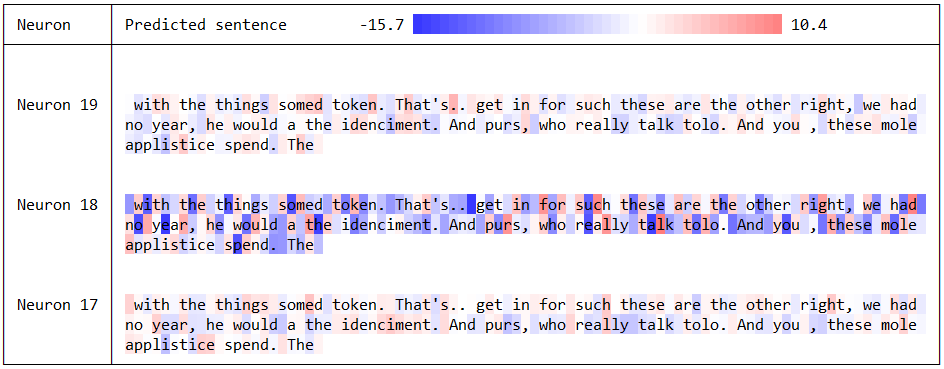 Neuron Predicted sentence -15.7 10.4
Neuron 19 with the things somed token. That's.. get in for such these are the other right, we had
no year, he would a the idenciment. And purs, who really talk tolo. And you , these mole
applistice spend. The
Neuron 18 with the things somed token. That's.. get in for such these are the other right, we had
no year, he would a the idenciment. And purs, who really talk tolo. And you , these mole
applistice spend. The
Neuron 17 with the things somed token. That's.. get in for such these are the other right, we had
no year, he would a the idenciment. And purs, who really talk tolo. And you , these mole
applistice spend. The